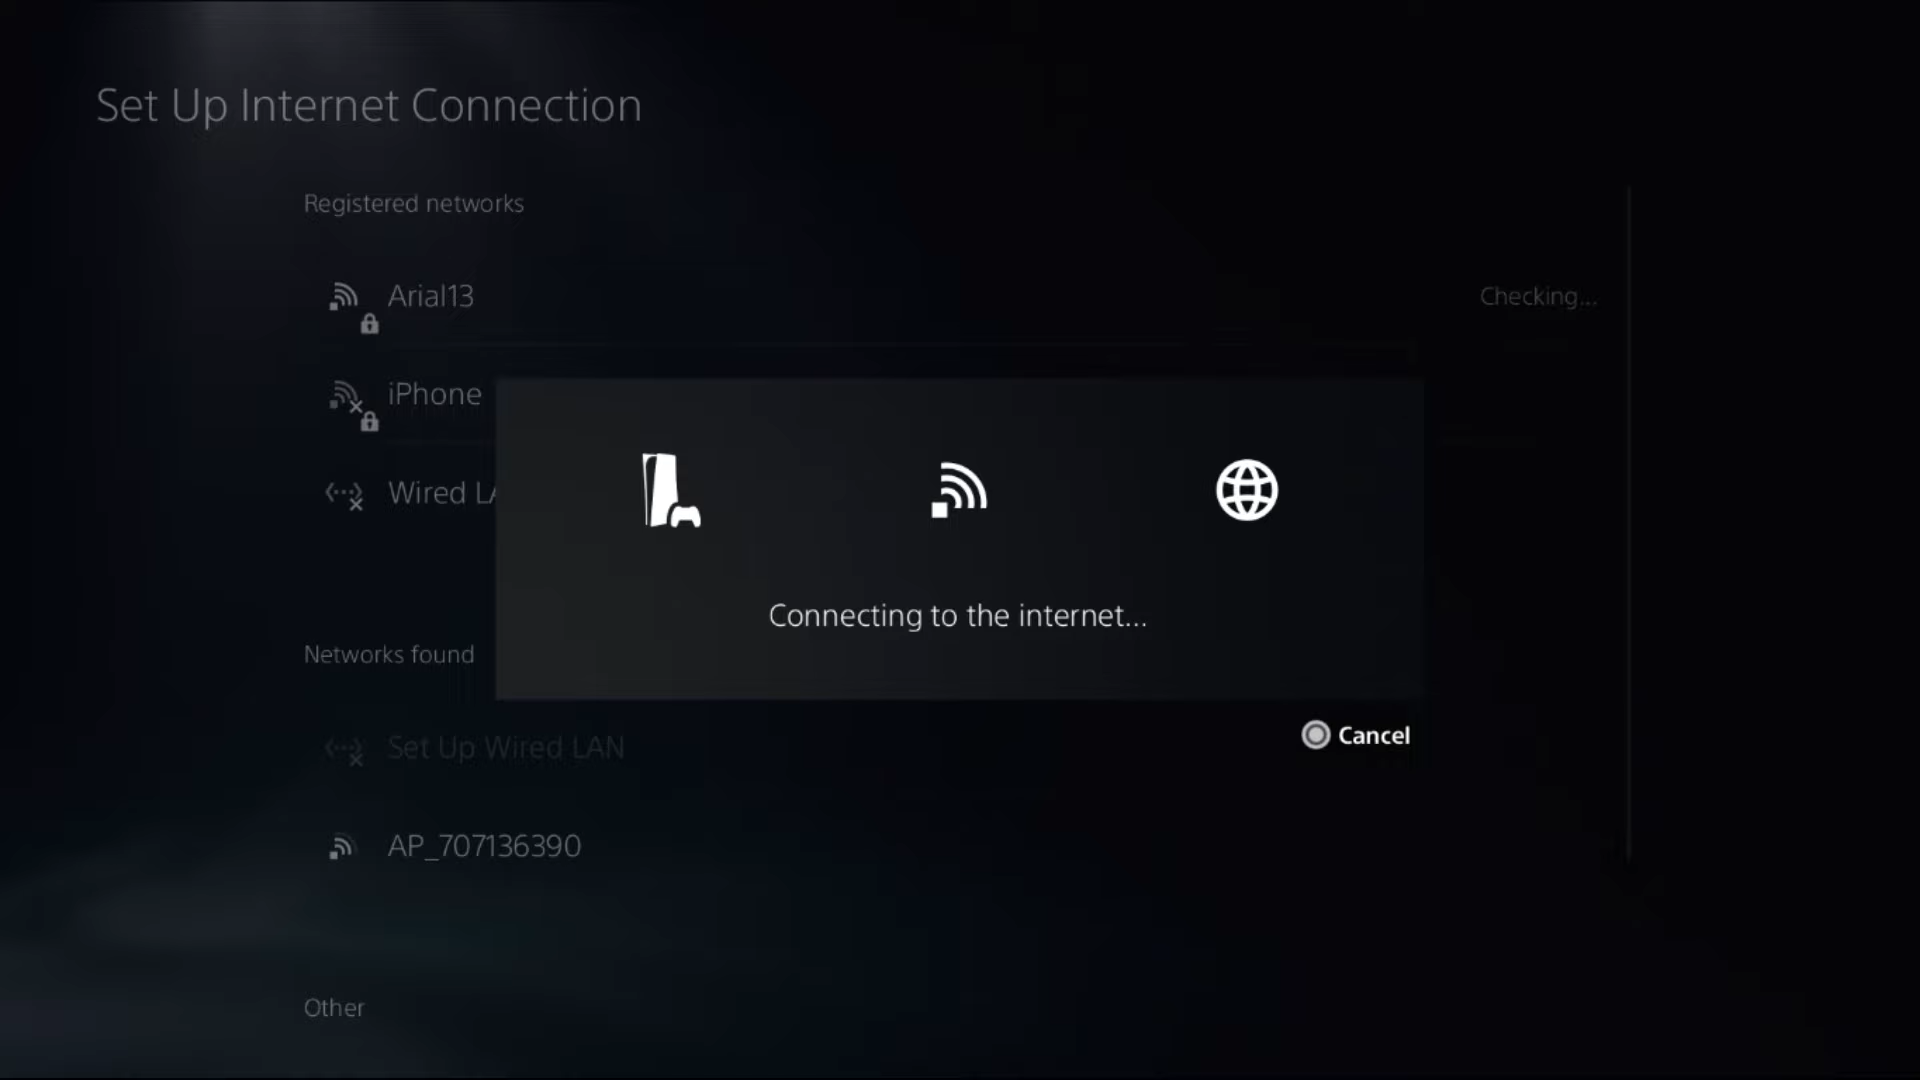 Set Up Internet Connection
Registered networks
Arial13
Checking...
iPhone
Wired LA
Connecting to the internet...
Networks found
Cancel
Set Up Wired LAN
AP_707136390
Other